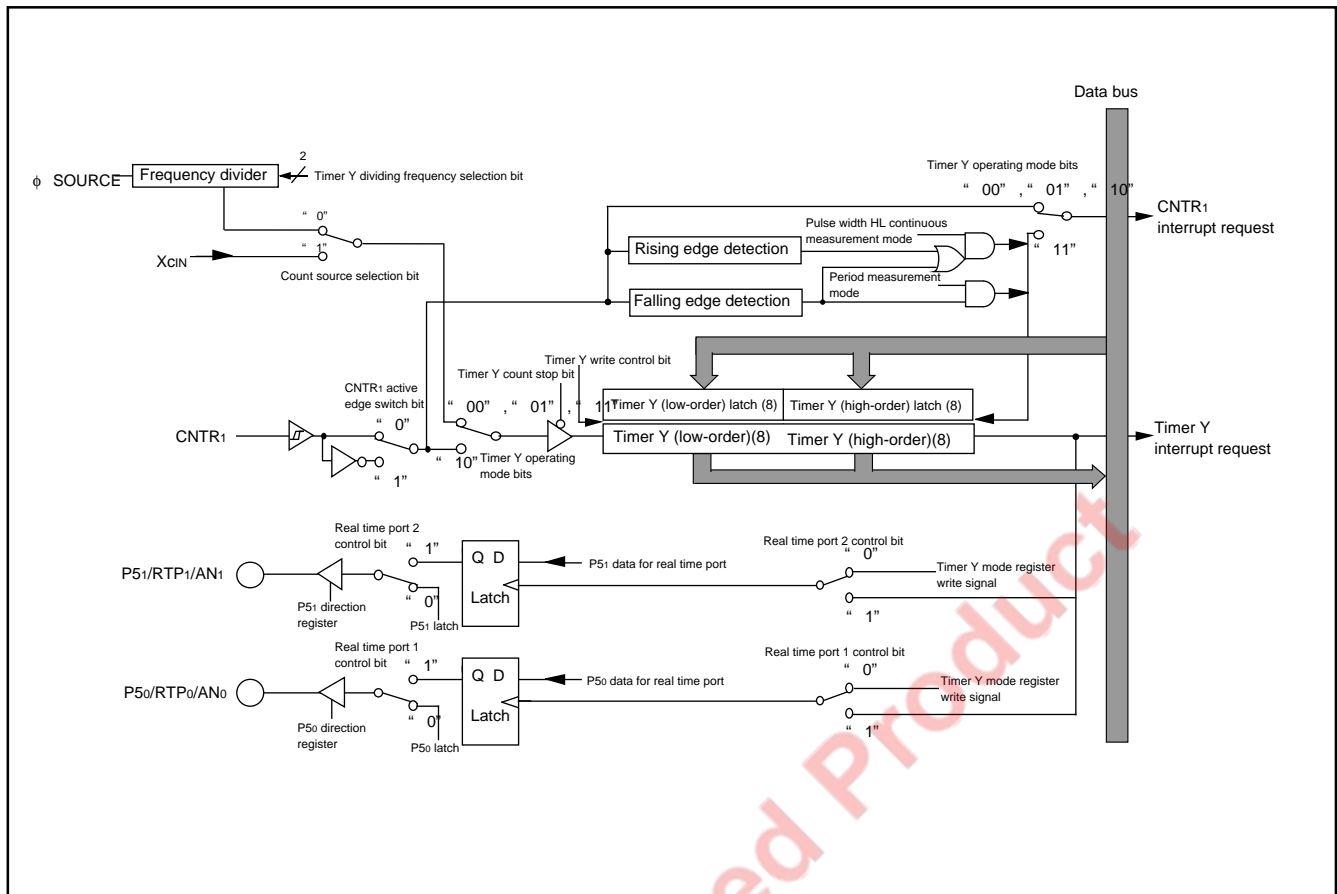 Data bus
2
Frequency divider
ϕ SOURCE
Timer Y dividing frequency selection bit
Timer Y operating mode bits
“ 00” , “ 01” , “ 10”
CNTR1
interrupt request
“ 0”
“ 1”
XCIN
Count source selection bit
Pulse width HL continuous
measurement mode
“ 11”
Rising edge detection
Period measurement
mode
Falling edge detection
Timer Y write control bit
Timer Y count stop bit
CNTR1 active
edge switch bit
“ 00” , “ 01” , “ 11”
Timer Y (low-order) latch (8)
Timer Y (high-order) latch (8)
“ 0”
CNTR1
Timer Y (low-order)(8)
Timer Y (high-order)(8)
Timer Y
interrupt request
“ 10”
Timer Y operating
mode bits
“ 1”
Real time port 2
control bit
“ 1”
Q D
Latch
P51 data for real time port
Real time port 2 control bit
“ 0”
Timer Y mode register
write signal
P51/RTP1/AN1
“ 0”
P51 direction
register
P51 latch
“ 1”
Real time port 1
control bit
“ 1”
Q D
Latch
P50 data for real time port
Real time port 1 control bit
“ 0”
Timer Y mode register
write signal
P50/RTP0/AN0
“ 0”
P50 direction
register
P50 latch
“ 1”
ed Product